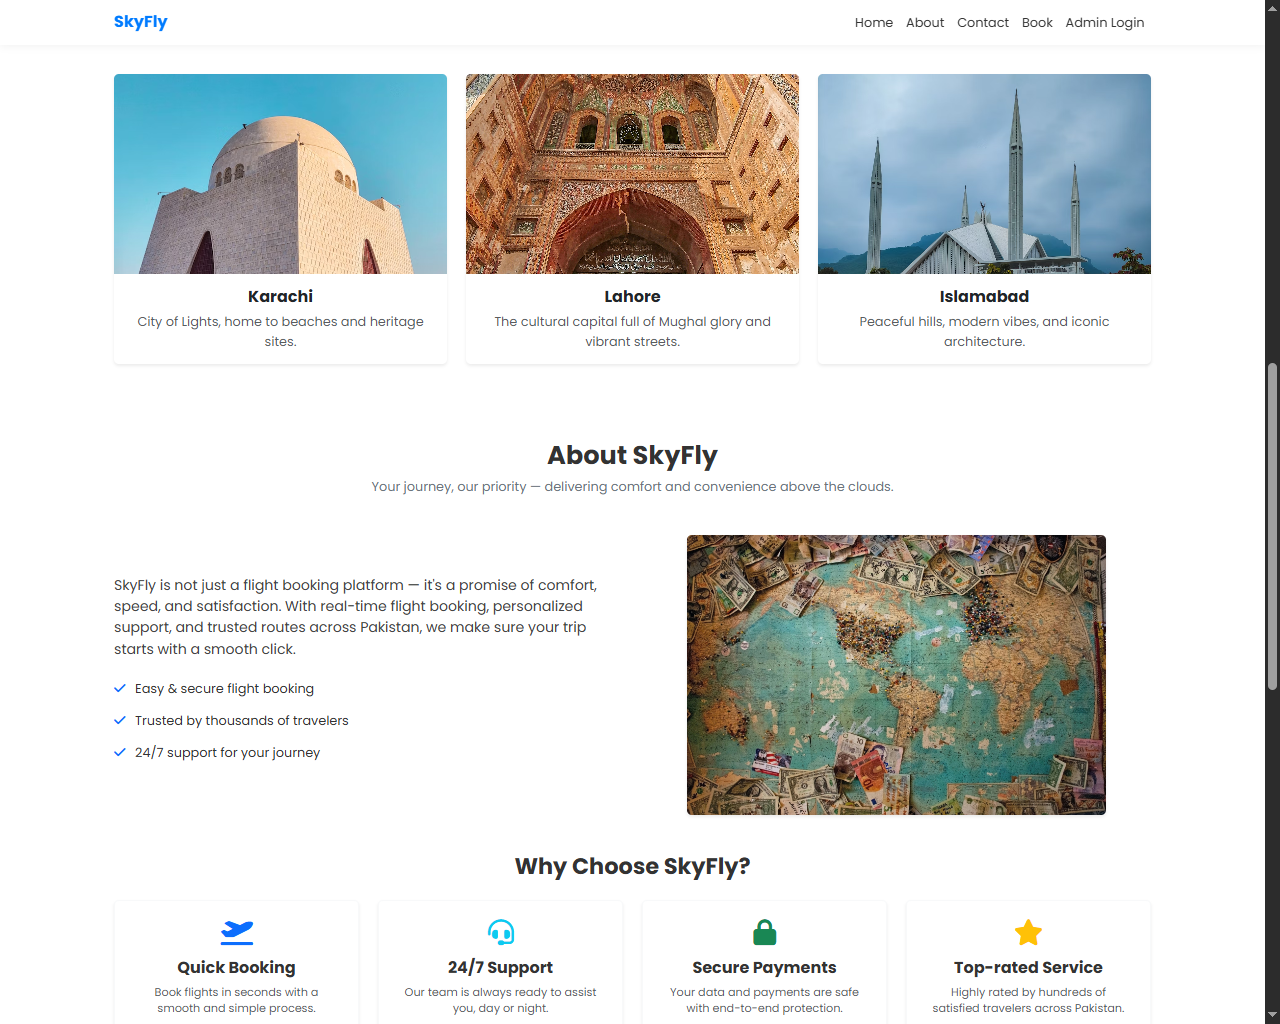 SkyFly
Home About Contact Book Admin Login
Karachi
City of Lights, home to beaches and heritage
sites.
Lahore
The cultural capital full of Mughal glory and
vibrant streets.
Islamabad
Peaceful hills, modern vibes, and iconic
architecture.
About SkyFly
Your journey, our priority — delivering comfort and convenience above the clouds.
SkyFly is not just a flight booking platform — it's a promise of comfort,
speed, and satisfaction. With real-time flight booking, personalized
support, and trusted routes across Pakistan, we make sure your trip
starts with a smooth click.
Easy & secure flight booking
Trusted by thousands of travelers
24/7 support for your journey
Why Choose SkyFly?
Quick Booking
Book flights in seconds with a
smooth and simple process.
24/7 Support
Our team is always ready to assist
you, day or night.
Secure Payments
Your data and payments are safe
with end-to-end protection.
Top-rated Service
Highly rated by hundreds of
satisfied travelers across Pakistan.